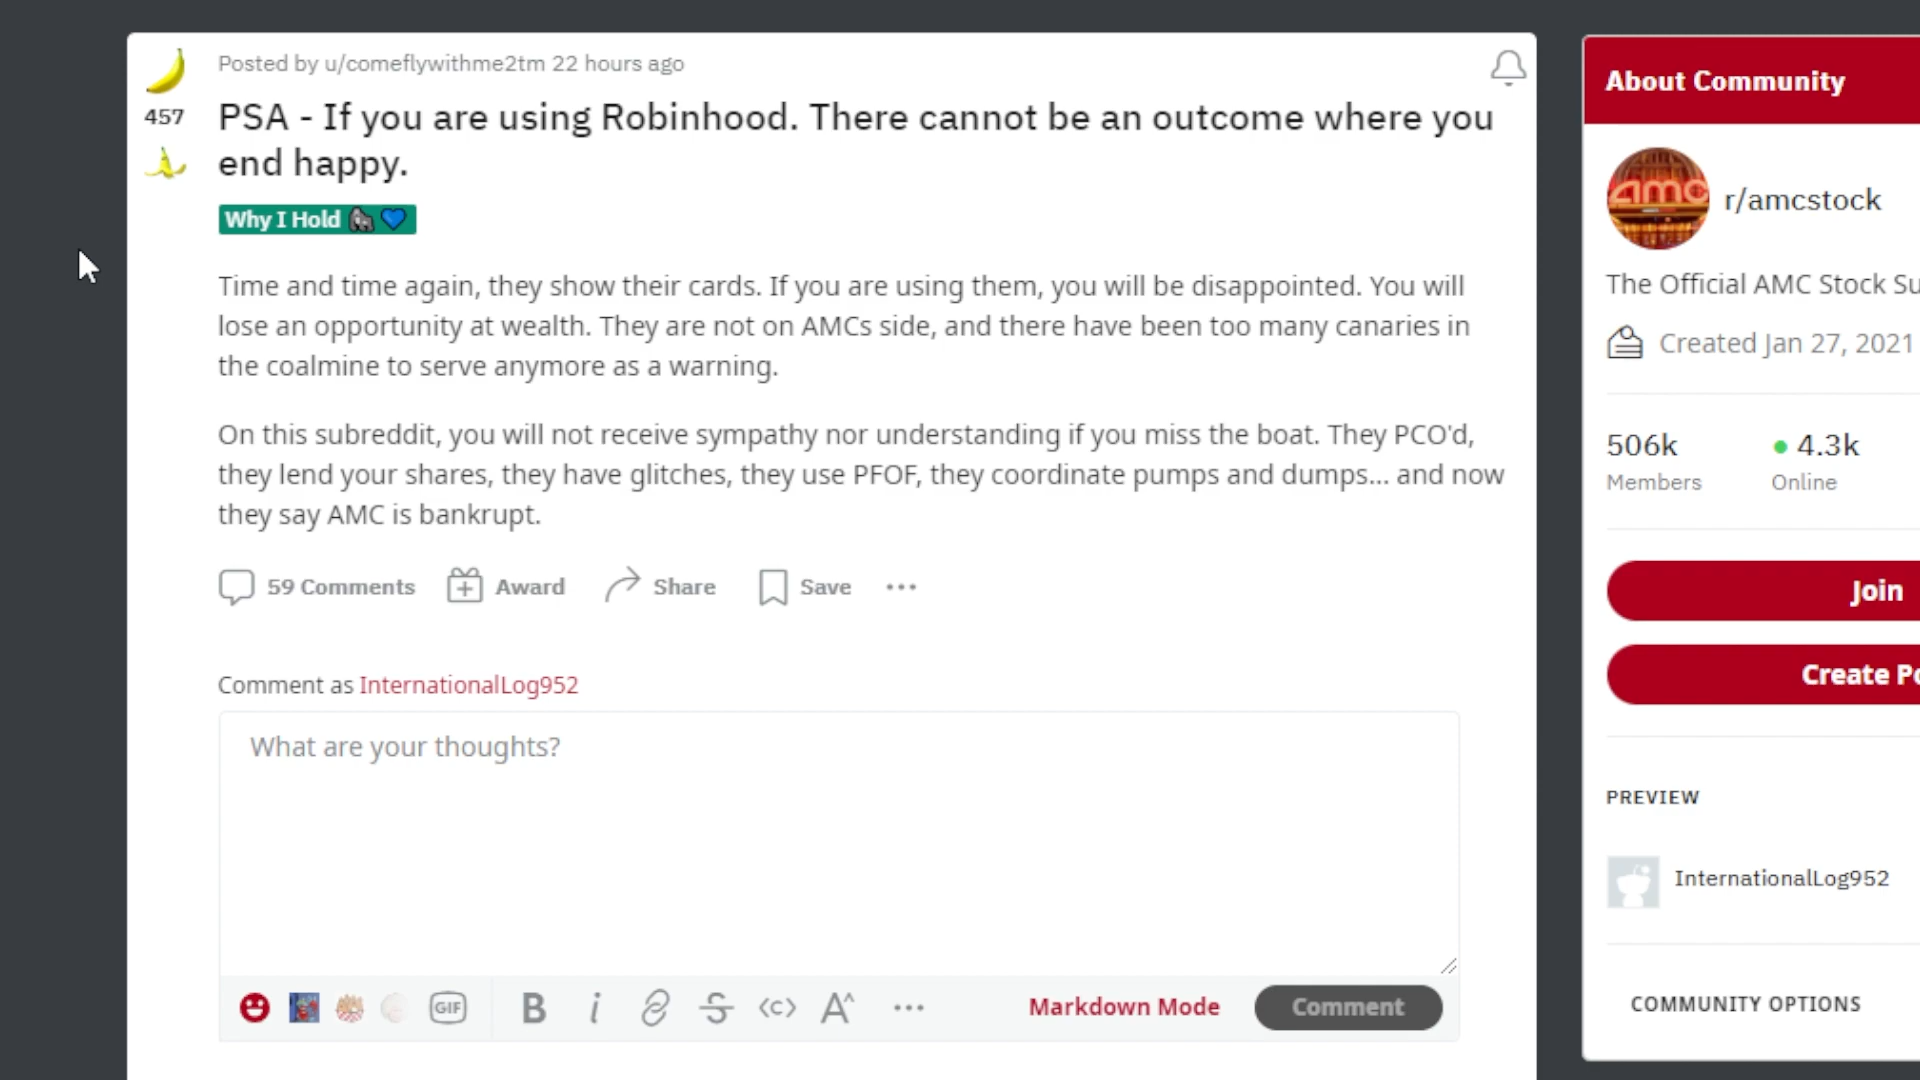 Posted by u/comeflywithme2tm 22 hours ago
457
PSA - If you are using Robinhood. There cannot be an outcome where you
end happy.
Why I Hold 🦍💙
Time and time again, they show their cards. If you are using them, you will be disappointed. You will
lose an opportunity at wealth. They are not on AMCs side, and there have been too many canaries in
the coalmine to serve anymore as a warning.
On this subreddit, you will not receive sympathy nor understanding if you miss the boat. They PCO'd,
they lend your shares, they have glitches, they use PFOF, they coordinate pumps and dumps... and now
they say AMC is bankrupt.
59 Comments
Award
Share
Save
Comment as InternationalLog952
What are your thoughts?
GIF
B i S <c> A^
Markdown Mode
Comment
About Community
amc
r/amcstock
The Official AMC Stock Su
Created Jan 27, 2021
506k
Members
4.3k
Online
Join
Create Po
PREVIEW
InternationalLog952
COMMUNITY OPTIONS